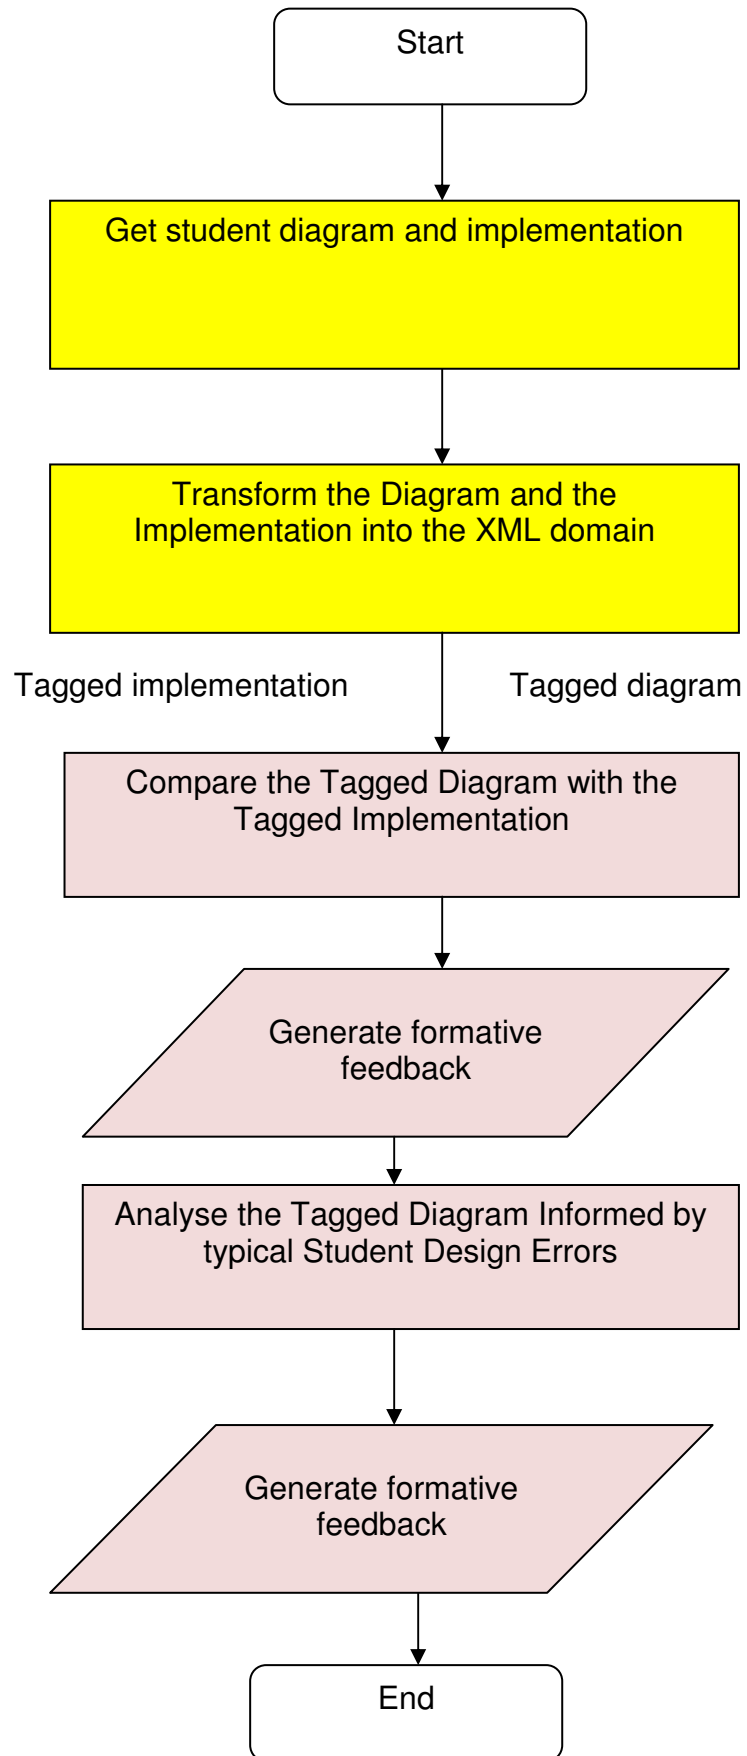 Start
Get student diagram and implementation
Transform the Diagram and the
Implementation into the XML domain
Tagged implementation
Tagged diagram
Compare the Tagged Diagram with the
Tagged Implementation
Generate formative
feedback
Analyse the Tagged Diagram Informed by
typical Student Design Errors
Generate formative
feedback
End